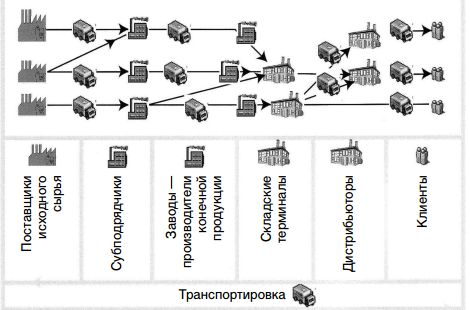 Поставщики
исходного
сырья
Субподрядчики
Заводы —
производители
конечной
продукции
Складские
терминалы
Дистрибьюторы
Клиенты
Транспортировка